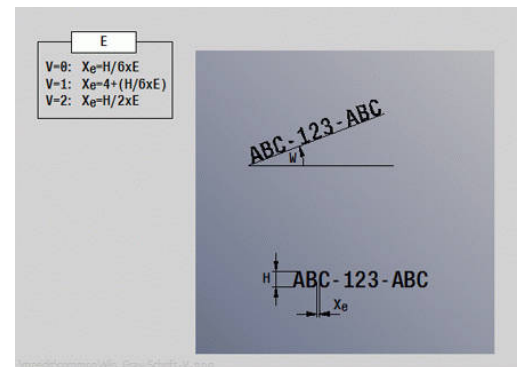 E
V=0: Xe=H/6xE
V=1: Xe=4+(H/6xE)
V=2: Xe=H/2xE
ABC-123-ABC
W
H
ABC-123-ABC
Xe